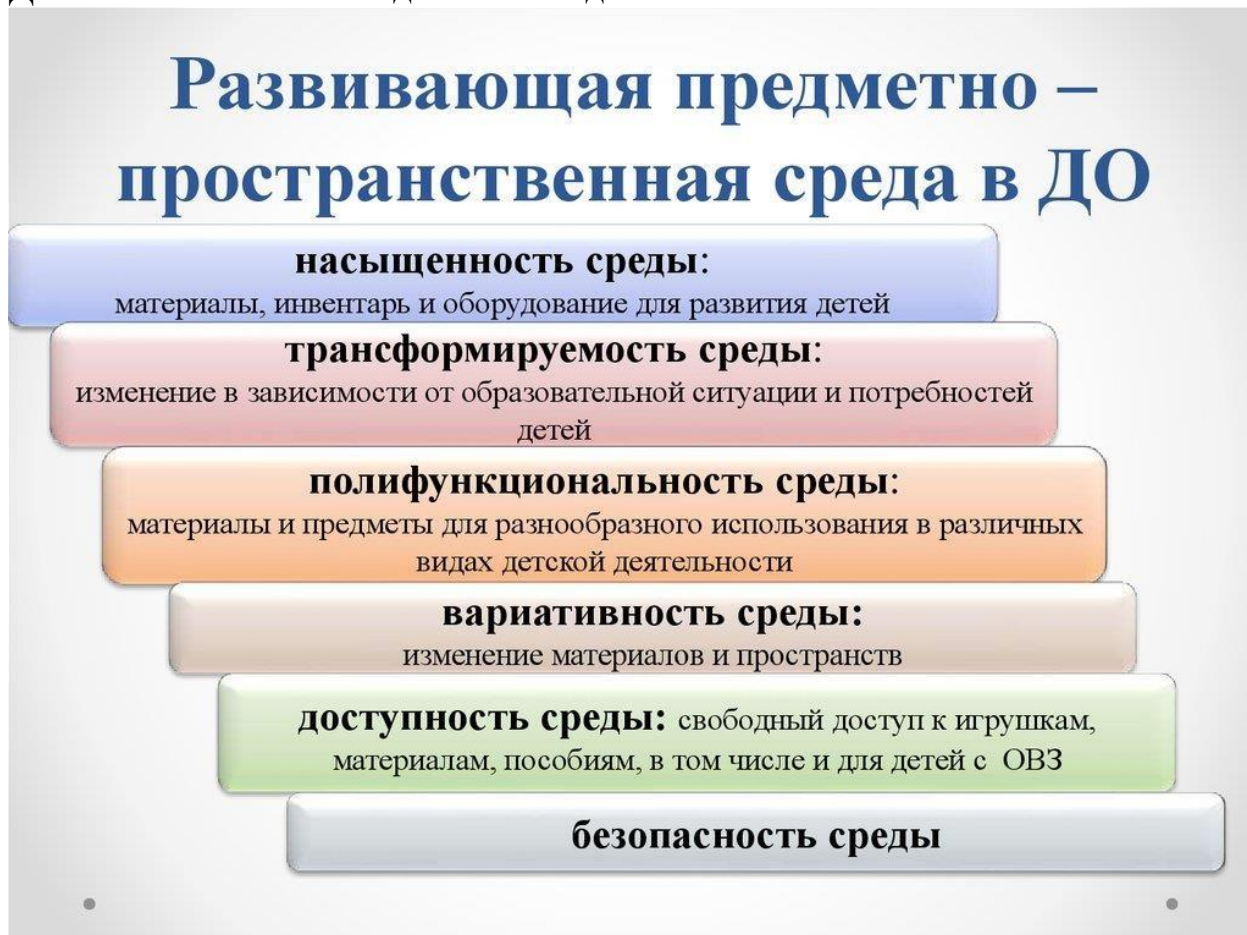 Развивающая предметно –
пространственная среда в ДО
насыщенность среды:
материалы, инвентарь и оборудование для развития детей
трансформируемость среды:
изменение в зависимости от образовательной ситуации и потребностей
детей
полифункциональность среды:
материалы и предметы для разнообразного использования в различных
видах детской деятельности
вариативность среды:
изменение материалов и пространств
доступность среды: свободный доступ к игрушкам,
материалам, пособиям, в том числе и для детей с ОВЗ
безопасность среды